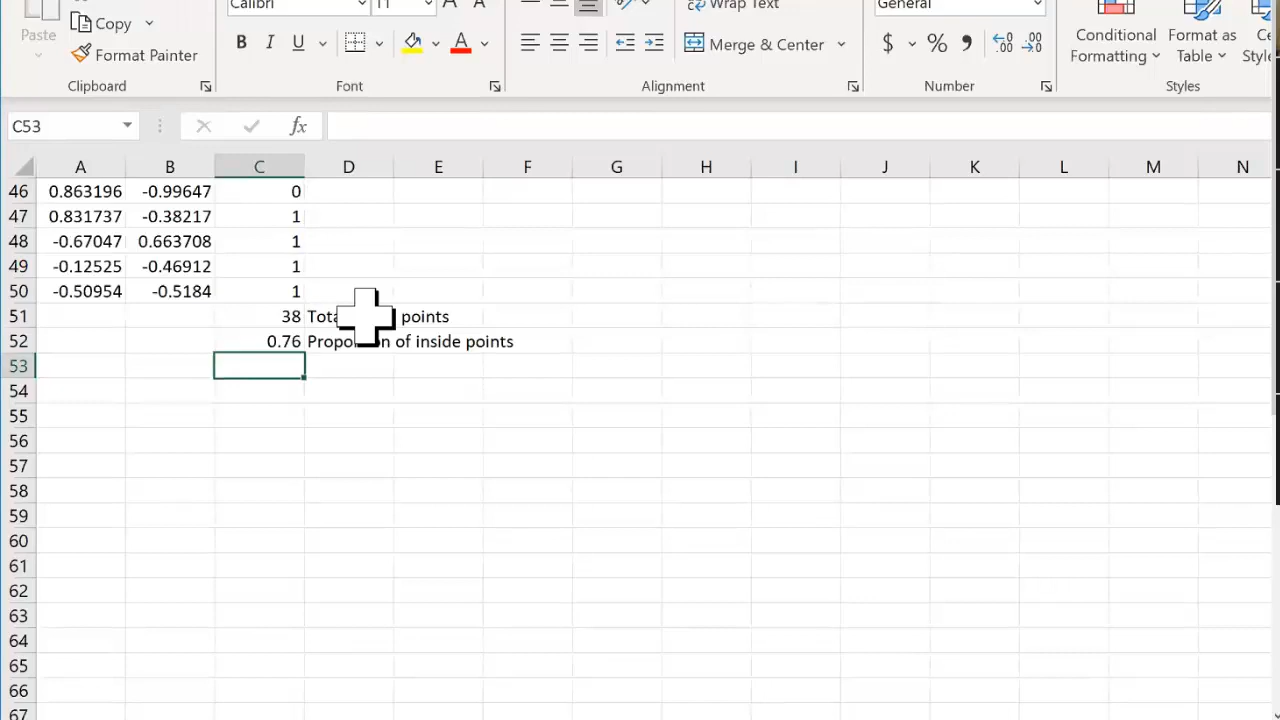 Calibri 11 Wrap Text General
Paste Copy
Format Painter B I U A Merge & Center $ % , Conditional Formatting Format as Table
Clipboard Font Alignment Number Styles
C53 fx
A B C D E F G H I J K L M N
46 0.863196 -0.99647 0
47 0.831737 -0.38217 1
48 -0.67047 0.663708 1
49 -0.12525 -0.46912 1
50 -0.50954 -0.5184 1
51 38 points
52 0.76 of inside points
53
54
55
56
57
58
59
60
61
62
63
64
65
66
67